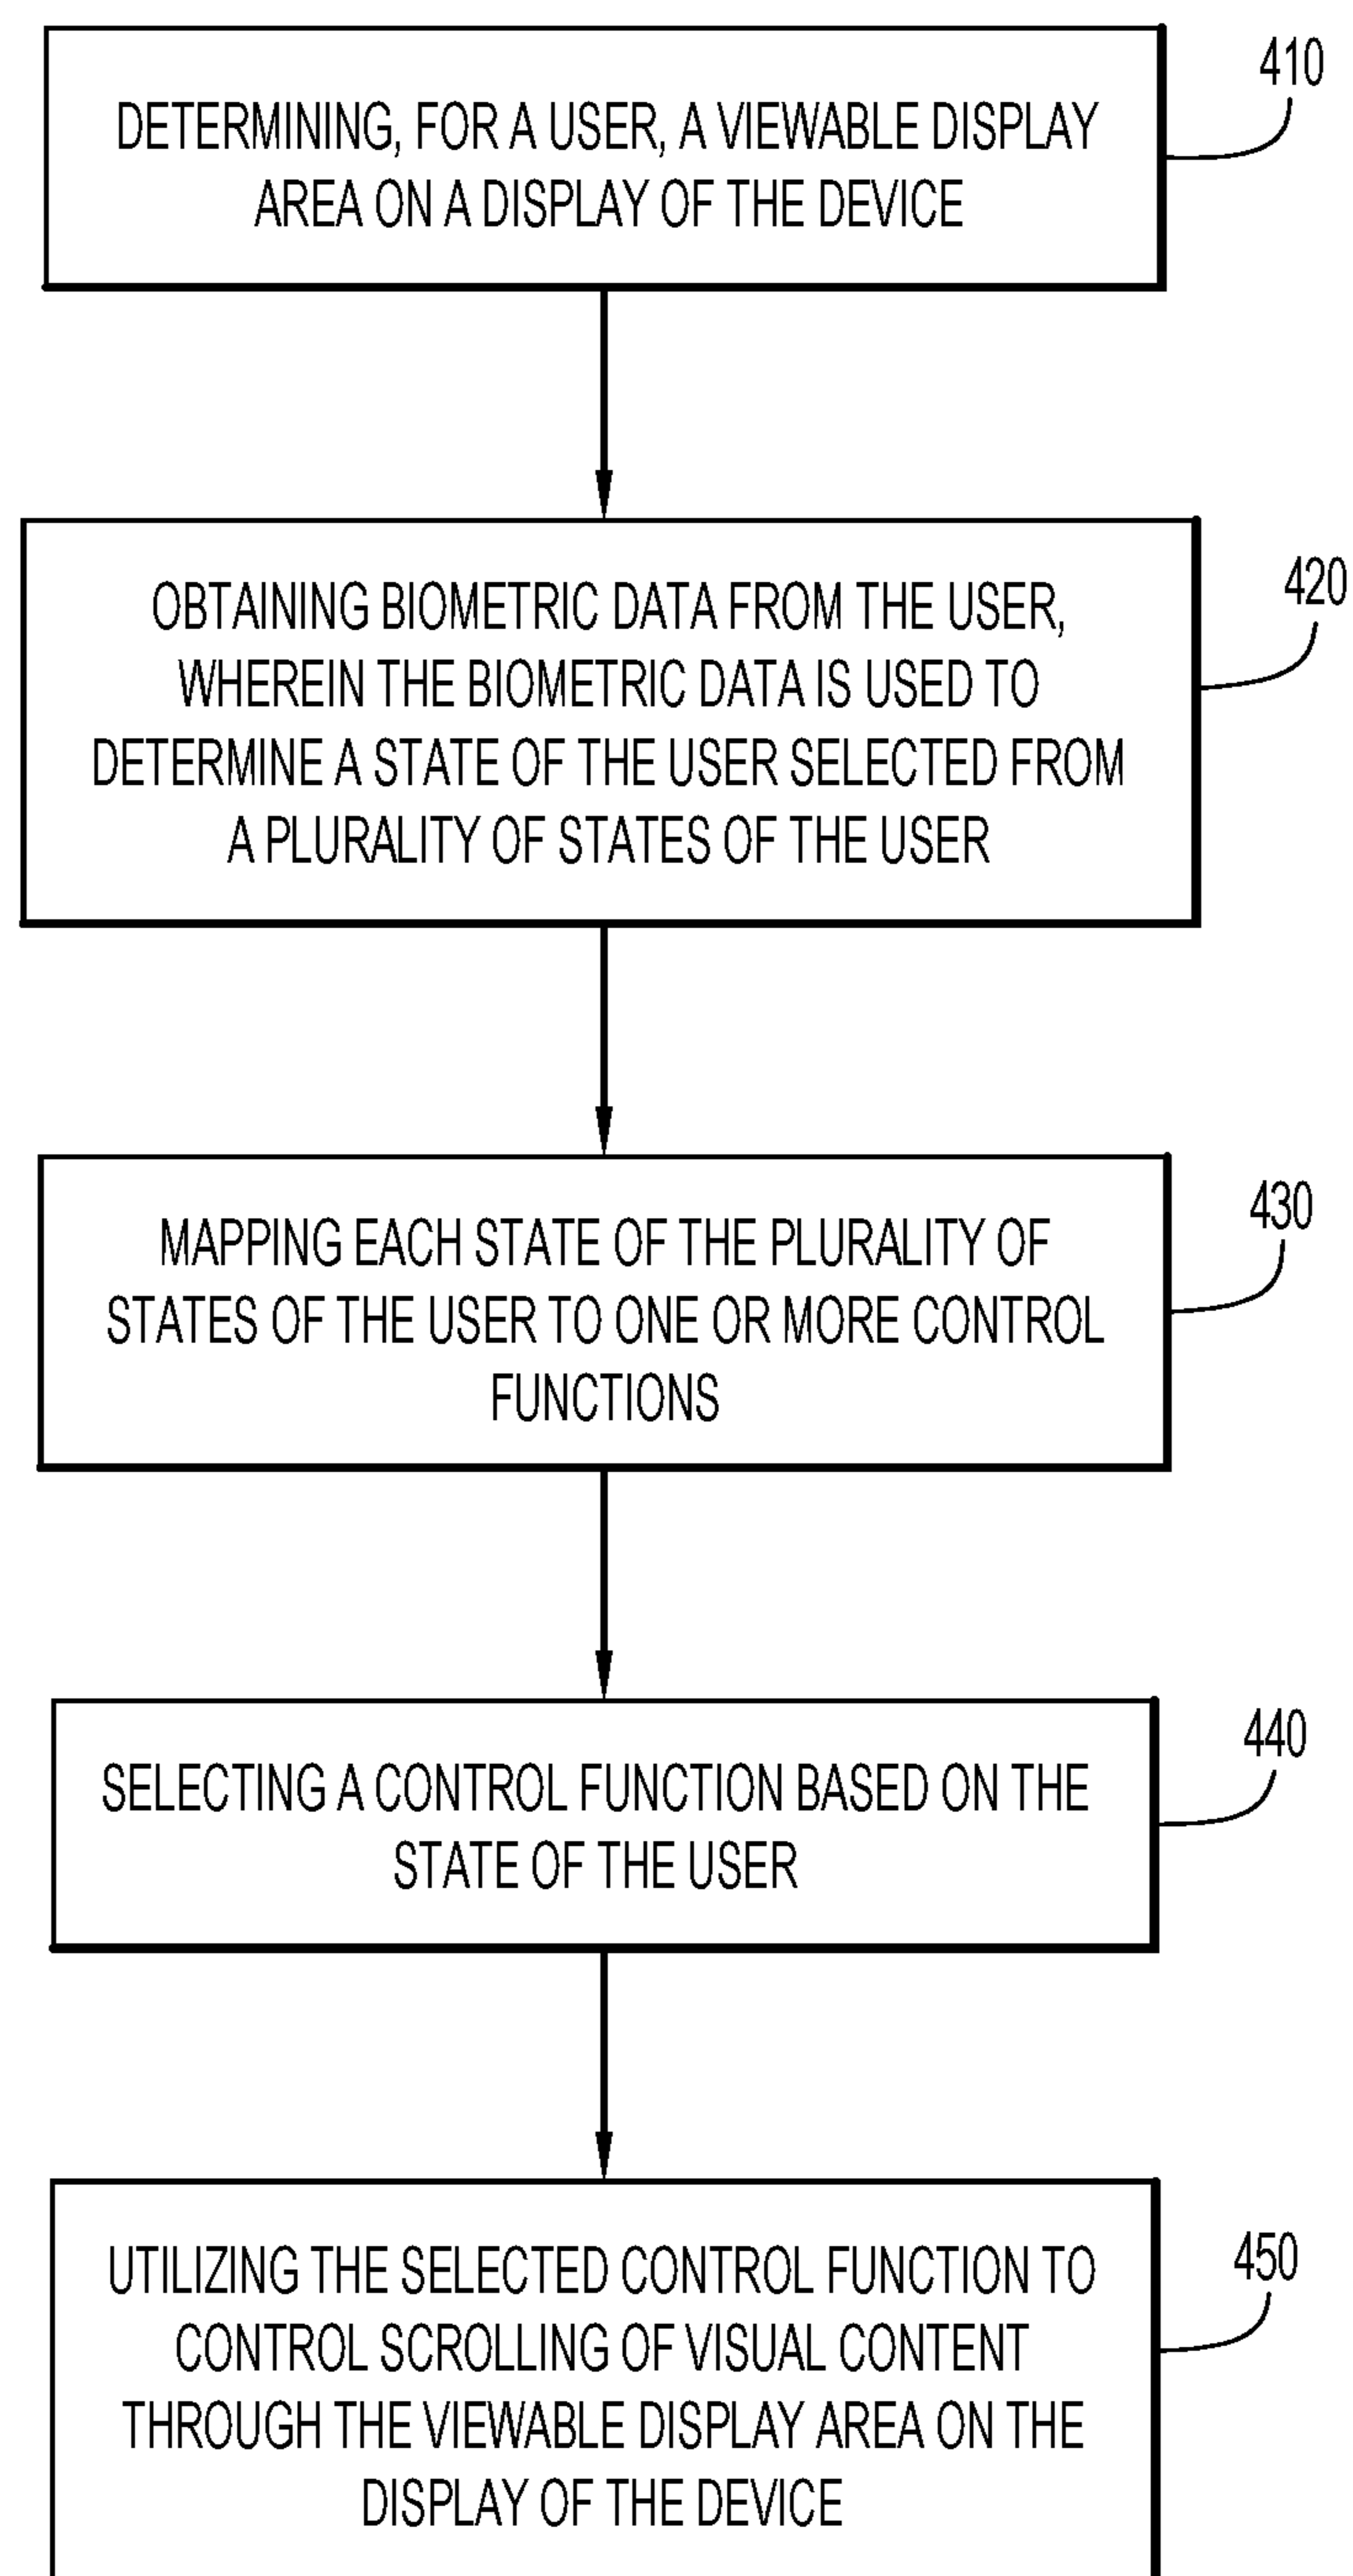 410
DETERMINING, FOR A USER, A VIEWABLE DISPLAY
AREA ON A DISPLAY OF THE DEVICE
420
OBTAINING BIOMETRIC DATA FROM THE USER,
WHEREIN THE BIOMETRIC DATA IS USED TO
DETERMINE A STATE OF THE USER SELECTED FROM
A PLURALITY OF STATES OF THE USER
430
MAPPING EACH STATE OF THE PLURALITY OF
STATES OF THE USER TO ONE OR MORE CONTROL
FUNCTIONS
440
SELECTING A CONTROL FUNCTION BASED ON THE
STATE OF THE USER
450
UTILIZING THE SELECTED CONTROL FUNCTION TO
CONTROL SCROLLING OF VISUAL CONTENT
THROUGH THE VIEWABLE DISPLAY AREA ON THE
DISPLAY OF THE DEVICE